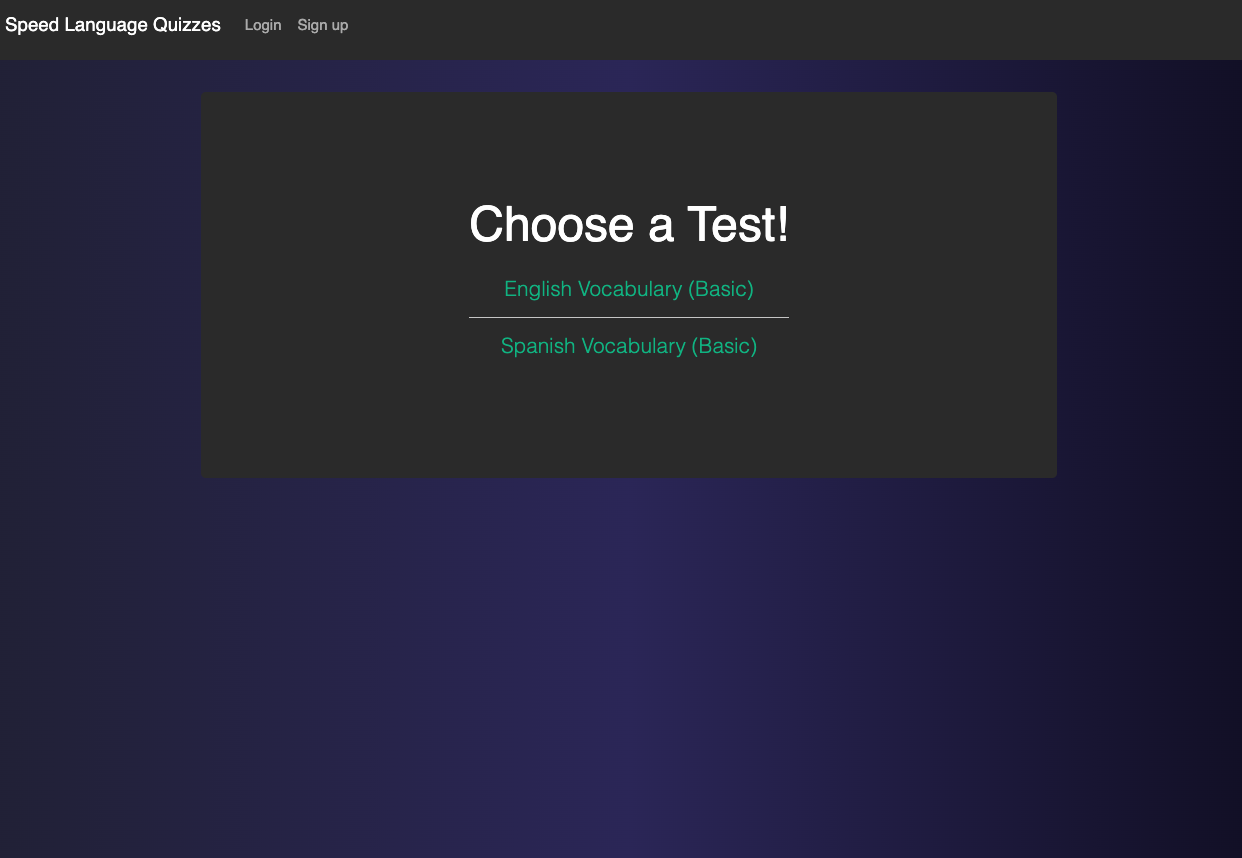 Speed Language Quizzes Login Sign up
Choose a Test!
English Vocabulary (Basic)
Spanish Vocabulary (Basic)